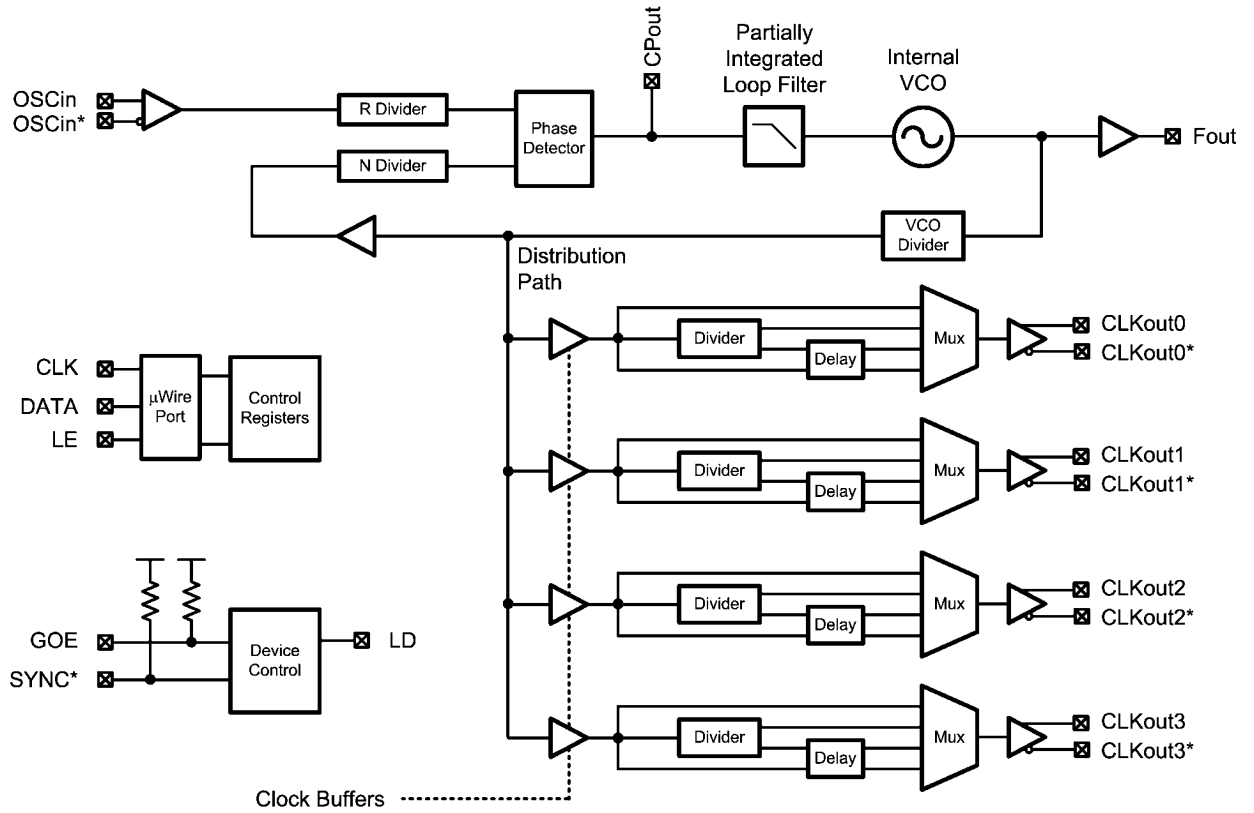 CPout
Partially
Integrated
Loop Filter
Internal
VCO
OSCin
OSCin*
R Divider
N Divider
Phase
Detector
Fout
VCO
Divider
Distribution
Path
CLK
DATA
LE
µWire
Port
Control
Registers
Divider
Delay
Mux
CLKout0
CLKout0*
Divider
Delay
Mux
CLKout1
CLKout1*
GOE
SYNC*
Device
Control
LD
Divider
Delay
Mux
CLKout2
CLKout2*
Divider
Delay
Mux
CLKout3
CLKout3*
Clock Buffers